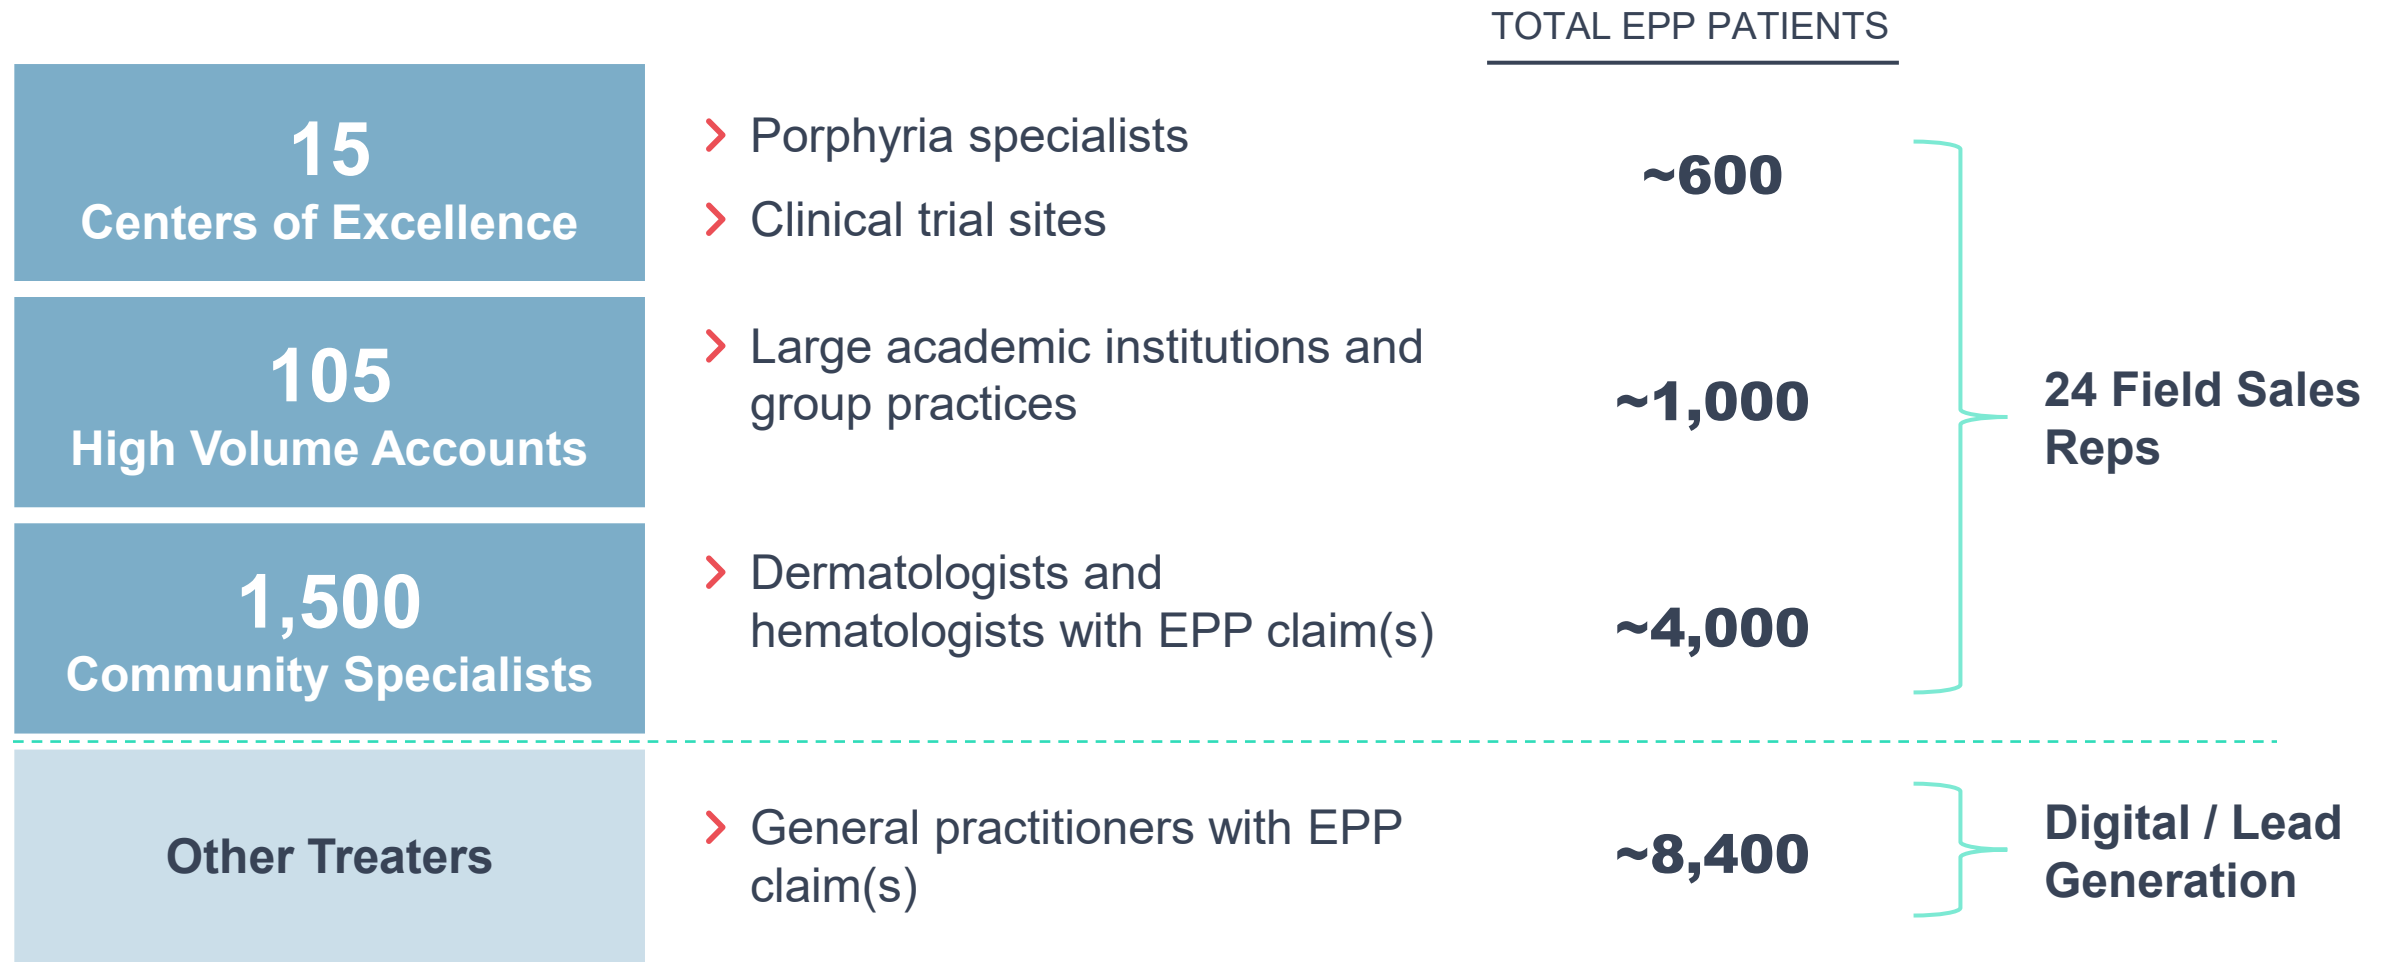 TOTAL EPP PATIENTS
15
Centers of Excellence
Porphyria specialists
Clinical trial sites
~600
105
High Volume Accounts
Large academic institutions and
group practices
~1,000
1,500
Community Specialists
Dermatologists and
hematologists with EPP claim(s)
~4,000
24 Field Sales
Reps
Other Treaters
General practitioners with EPP
claim(s)
~8,400
Digital / Lead
Generation